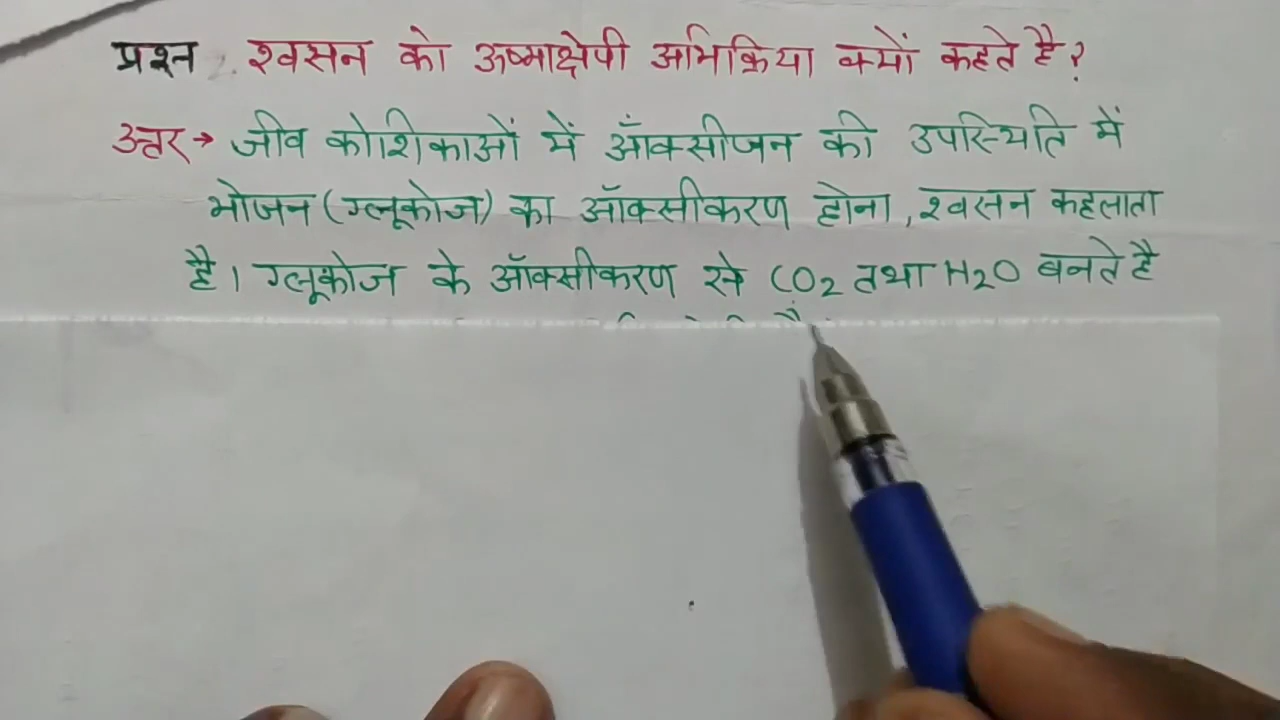 प्रश्न श्वसन को ऊष्माक्षेपी अभिक्रिया क्यों कहते है?
उत्तर → जीव कोशिकाओं में ऑक्सीजन की उपस्थिति में
भोजन (ग्लूकोज) का ऑक्सीकरण होना, श्वसन कहलाता
है। ग्लूकोज के ऑक्सीकरण से CO2 तथा H2O बनते है